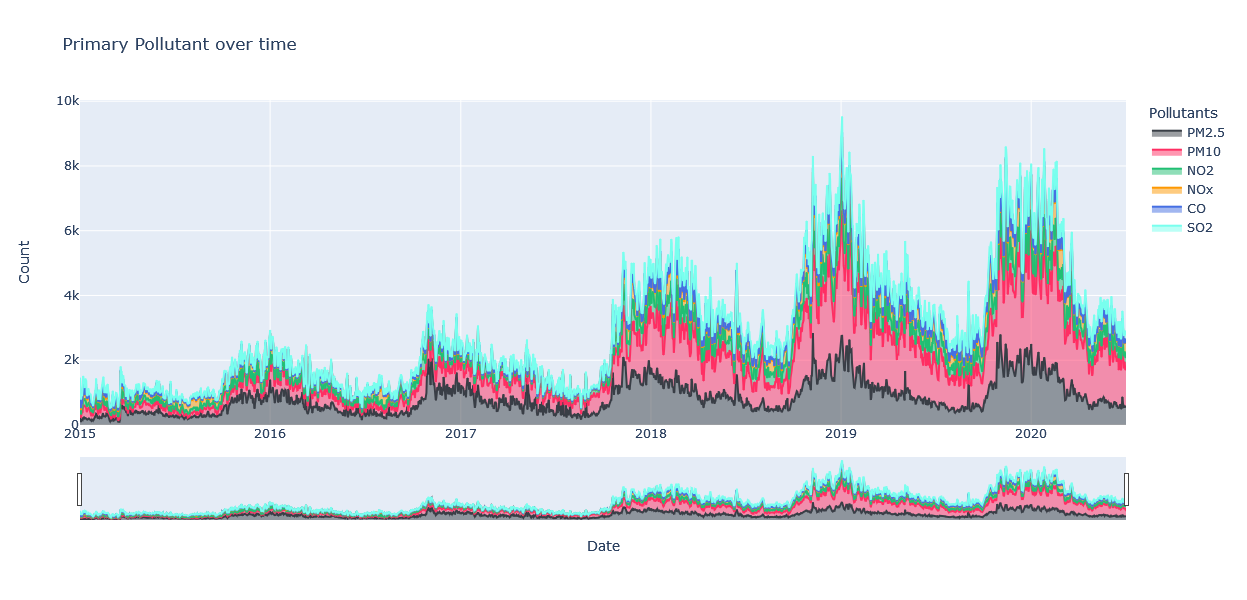 Primary Pollutant over time
10k
8k
6k
4k
2k
0
Count
2015
2016
2017
2018
2019
2020
Date
Pollutants
PM2.5
PM10
NO2
NOx
CO
SO2